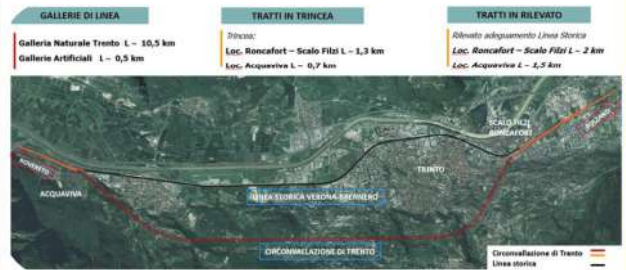 GALLERIE DI LINEA
Galleria Naturale Trento L ~ 10,5 km
Gallerie Artificiali L ~ 0,5 km
TRATTI IN TRINCEA
Trincea:
Loc. Roncafort – Scalo Filzi L ~ 1,3 km
Loc. Acquaviva L ~ 0,7 km
TRATTI IN RILEVATO
Rilevato adeguamento Linea Storica
Loc. Roncafort – Scalo Filzi L ~ 2 km
Loc. Acquaviva L ~ 1,5 km
SCALO FILZI
RONCAFORT
BOLZANO
ROVERETO
TRENTO
ACQUAVIVA
LINEA STORICA VERONA-BRENNERO
CIRCONVALLAZIONE DI TRENTO
Circonvallazione di Trento
Linea storica